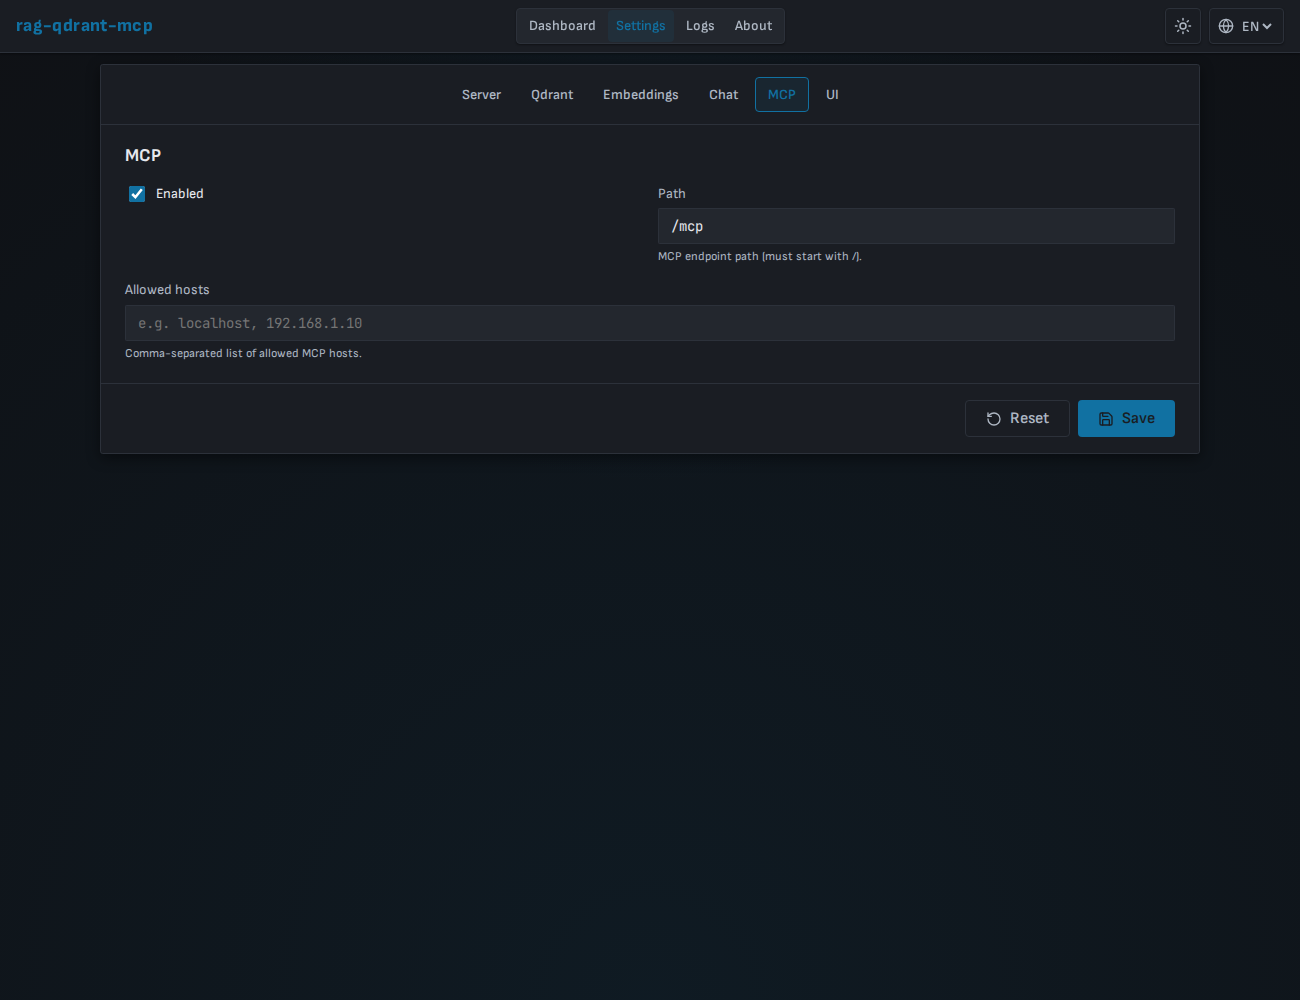 rag-qdrant-mcp
Dashboard Settings Logs About
EN
Server Qdrant Embeddings Chat MCP UI
MCP
Enabled
Path
/mcp
MCP endpoint path (must start with /).
Allowed hosts
e.g. localhost, 192.168.1.10
Comma-separated list of allowed MCP hosts.
Reset Save